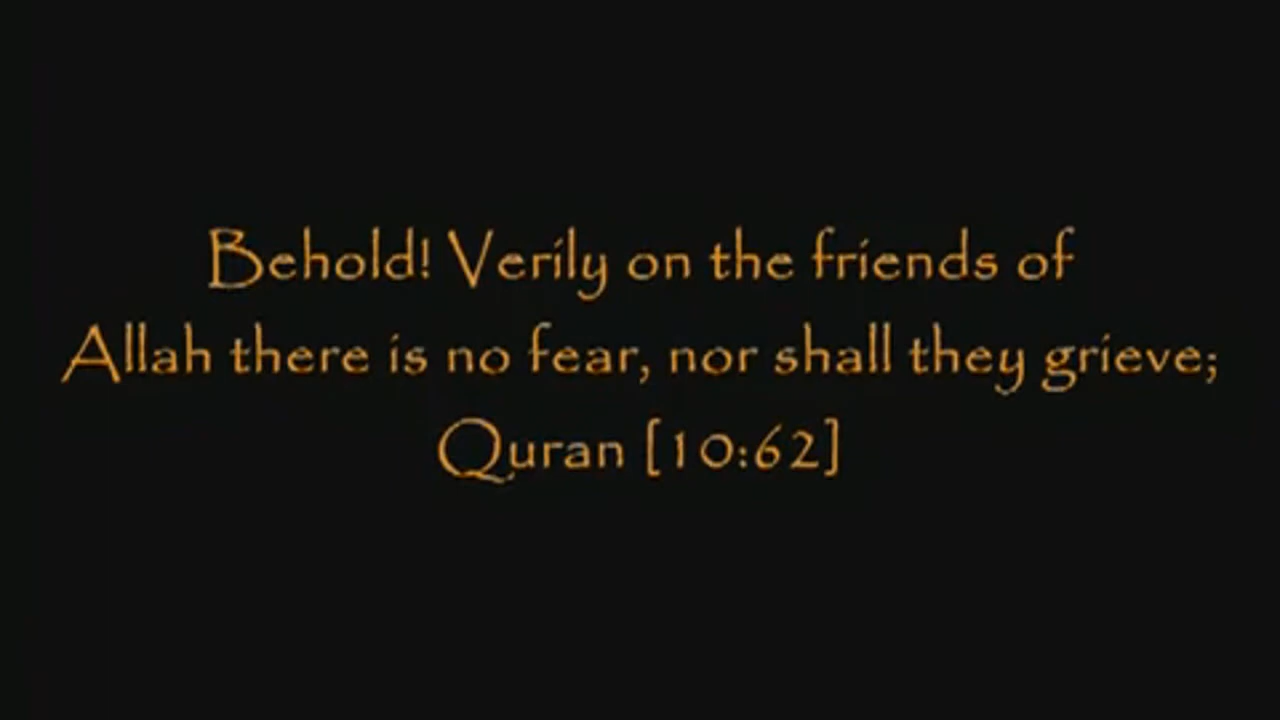 Behold! Verily on the friends of
Allah there is no fear, nor shall they grieve;
Quran [10:62]